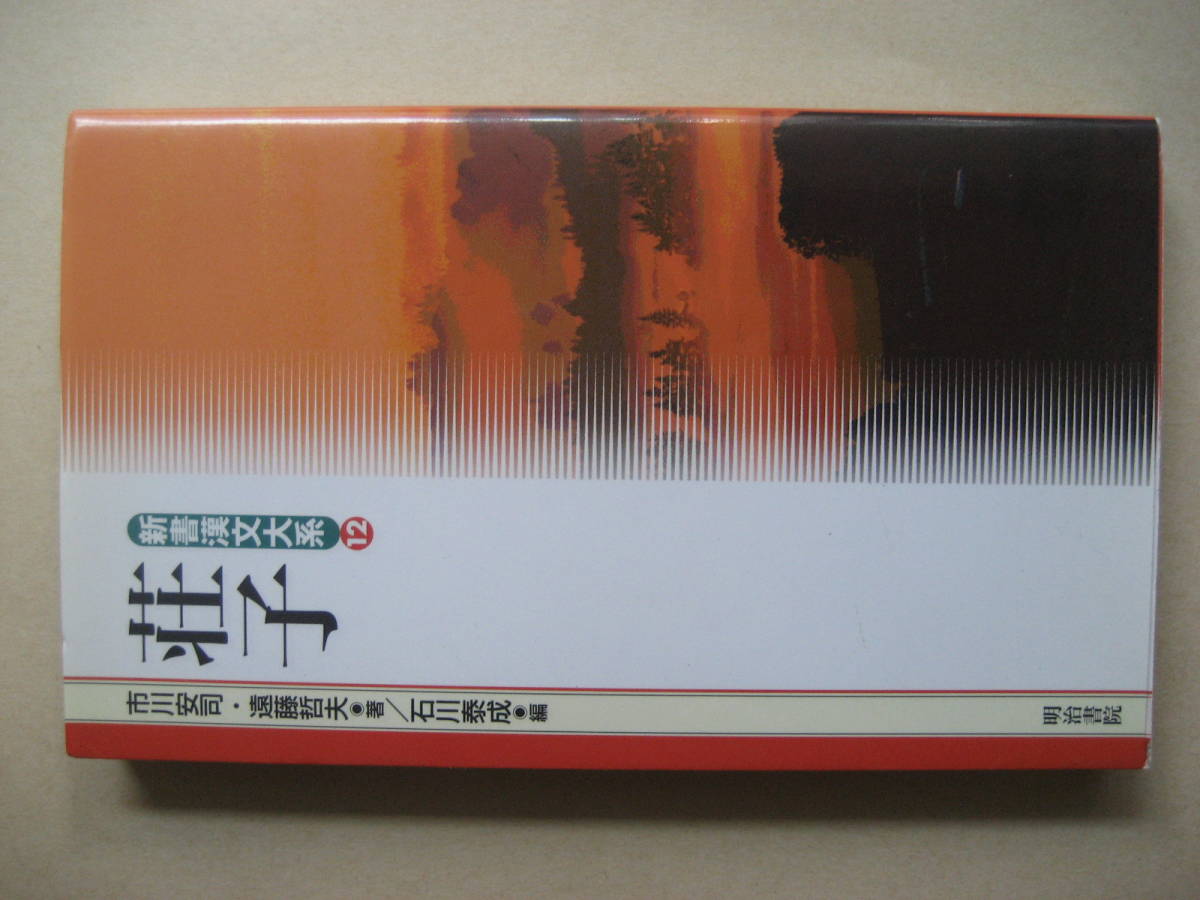 新書漢文大系 12
荘子
市川安司・遠藤哲夫●著/石川泰成●編
明治書院